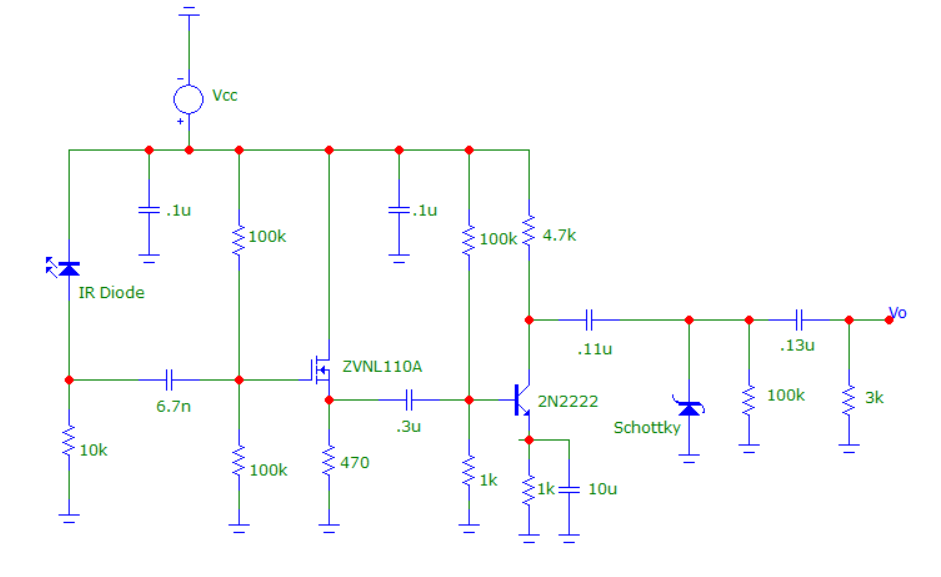 Vcc
.1u
.1u
100k
100k
4.7k
IR Diode
Vo
.11u
.13u
ZVNL110A
6.7n
.3u
2N2222
Schottky
100k
3k
10k
100k
470
1k
1k
10u